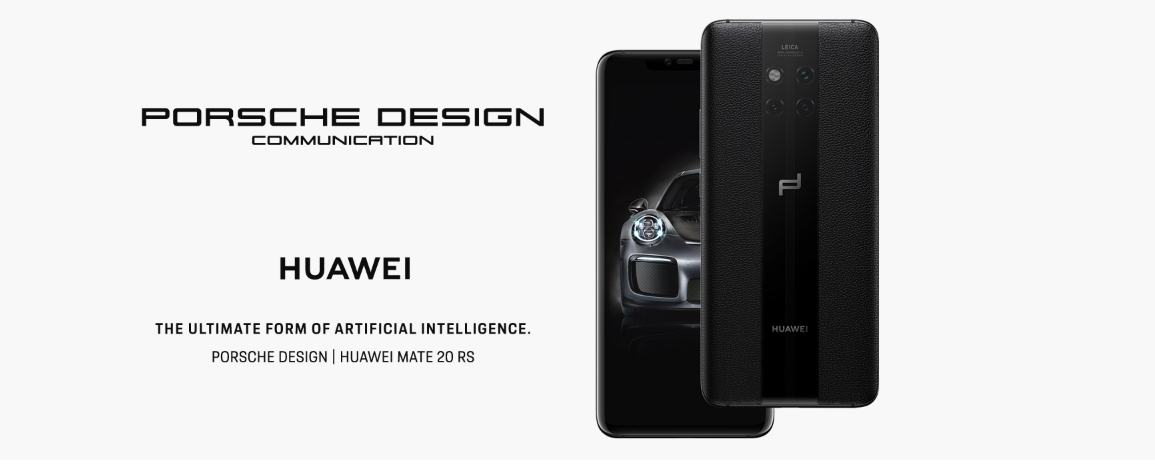 PORSCHE DESIGN
COMMUNICATION
HUAWEI
THE ULTIMATE FORM OF ARTIFICIAL INTELLIGENCE.
PORSCHE DESIGN | HUAWEI MATE 20 RS
LEICA
HUAWEI